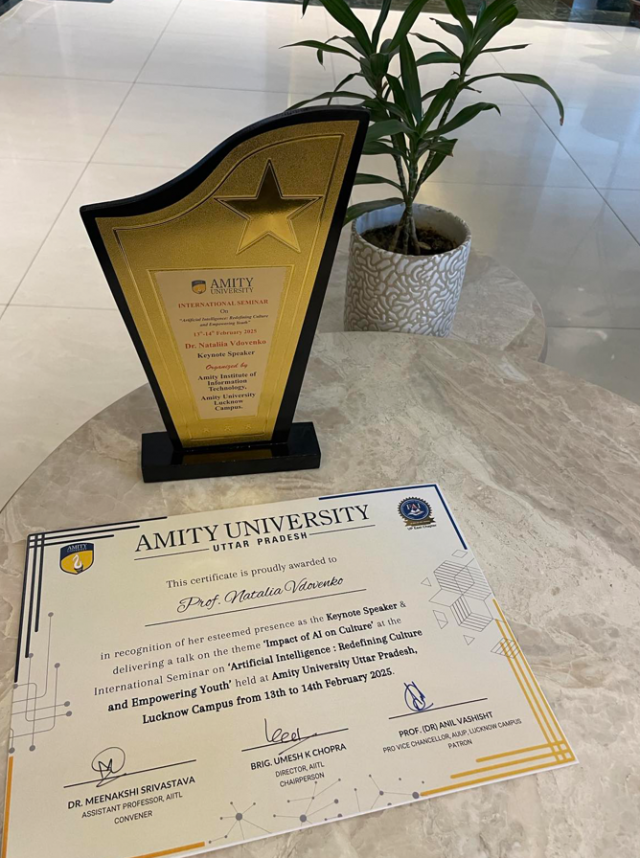 AMITY
UNIVERSITY
INTERNATIONAL SEMINAR
On
"Artificial Intelligence: Redefining Culture
and Empowering Youth"
13th-14th February 2025
Dr. Nataliia Vdovenko
Keynote Speaker
Organized by
Amity Institute of
Information
Technology,
Amity University
Lucknow
Campus.
AMITY UNIVERSITY
UTTAR PRADESH
AMITY
This certificate is proudly awarded to
Prof. Natalia Vdovenko
in recognition of her esteemed presence as the Keynote Speaker &
delivering a talk on the theme 'Impact of AI on Culture' at the
International Seminar on 'Artificial Intelligence : Redefining Culture
and Empowering Youth' held at Amity University Uttar Pradesh,
Lucknow Campus from 13th to 14th February 2025.
DR. MEENAKSHI SRIVASTAVA
ASSISTANT PROFESSOR, AIITL
CONVENER
BRIG. UMESH K CHOPRA
DIRECTOR, AIITL
CHAIRPERSON
PROF. (DR) ANIL VASHISHT
PRO VICE CHANCELLOR, AUUP, LUCKNOW CAMPUS
PATRON